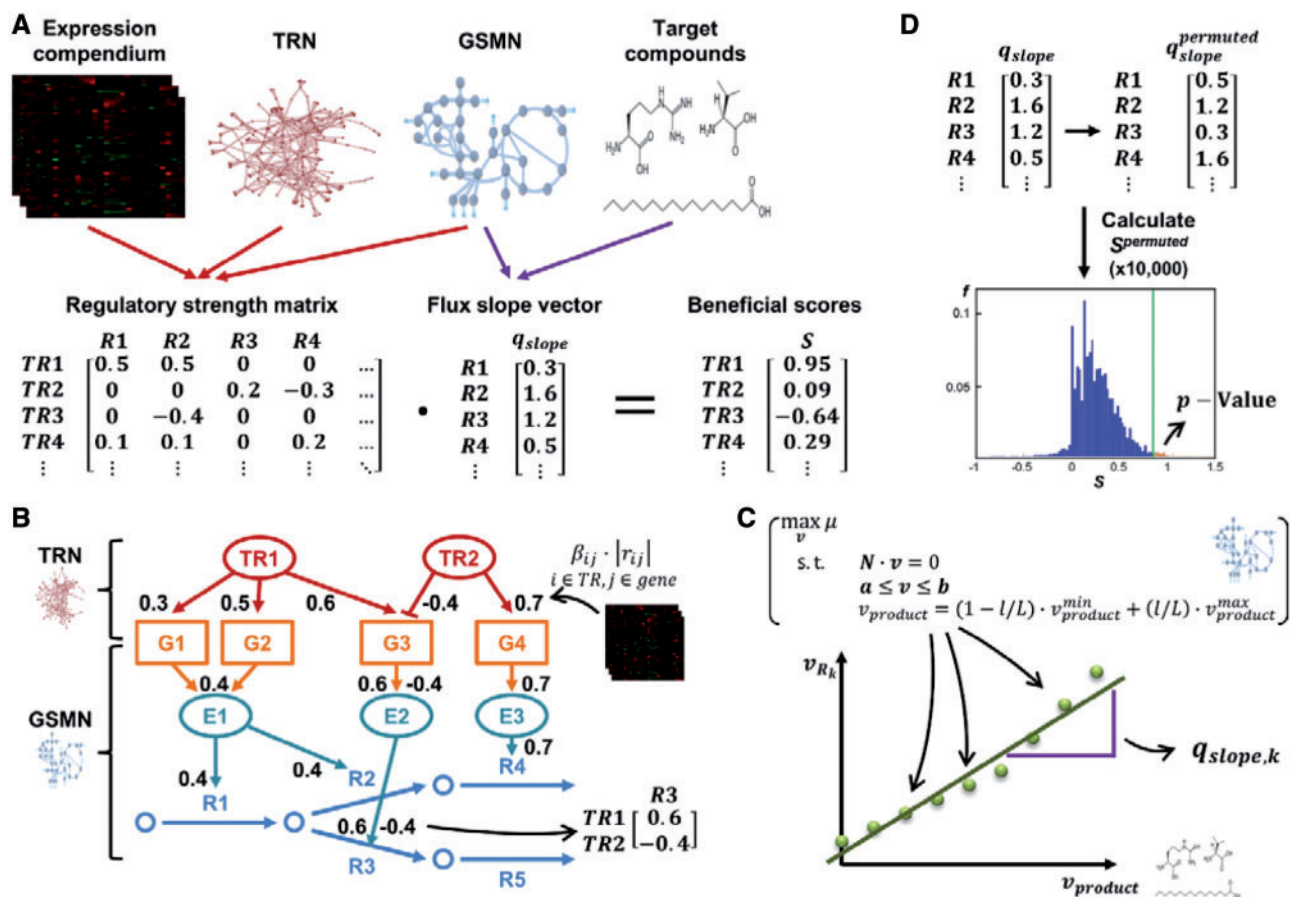 A
Expression compendium
TRN
GSMN
Target compounds
Regulatory strength matrix
Flux slope vector
Beneficial scores
R1 R2 R3 R4
q_slope
S
TR1 0.5 0.5 0 0 ...
TR2 0 0 0.2 −0.3 ...
TR3 0 −0.4 0 0 ...
TR4 0.1 0.1 0 0.2 ...
⋮ ⋮ ⋮ ⋮ ⋮ ⋱
·
R1 0.3
R2 1.6
R3 1.2
R4 0.5
⋮ ⋮
=
TR1 0.95
TR2 0.09
TR3 −0.64
TR4 0.29
⋮ ⋮
B
TRN
TR1 TR2
β_ij · |r_ij|
i ∈ TR, j ∈ gene
0.3 0.5 0.6 -0.4 0.7
G1 G2 G3 G4
0.4 0.6 -0.4 0.7
GSMN
E1 E2 E3
0.4 0.4 0.7
R1 R2 R4
0.6 -0.4
R3 R5
R3
TR1 0.6
TR2 −0.4
C
max μ
v
s.t.
N · v = 0
a ≤ v ≤ b
v_product = (1 − l/L) · v_product^min + (l/L) · v_product^max
v_R_k
q_slope,k
v_product
D
q_slope q_slope^permuted
R1 0.3 R1 0.5
R2 1.6 R2 1.2
R3 1.2 R3 0.3
R4 0.5 R4 1.6
⋮ ⋮ ⋮ ⋮
Calculate
S^permuted
(x10,000)
f
0.1
0.05
p − Value
-1 -0.5 0 0.5 1 1.5
S